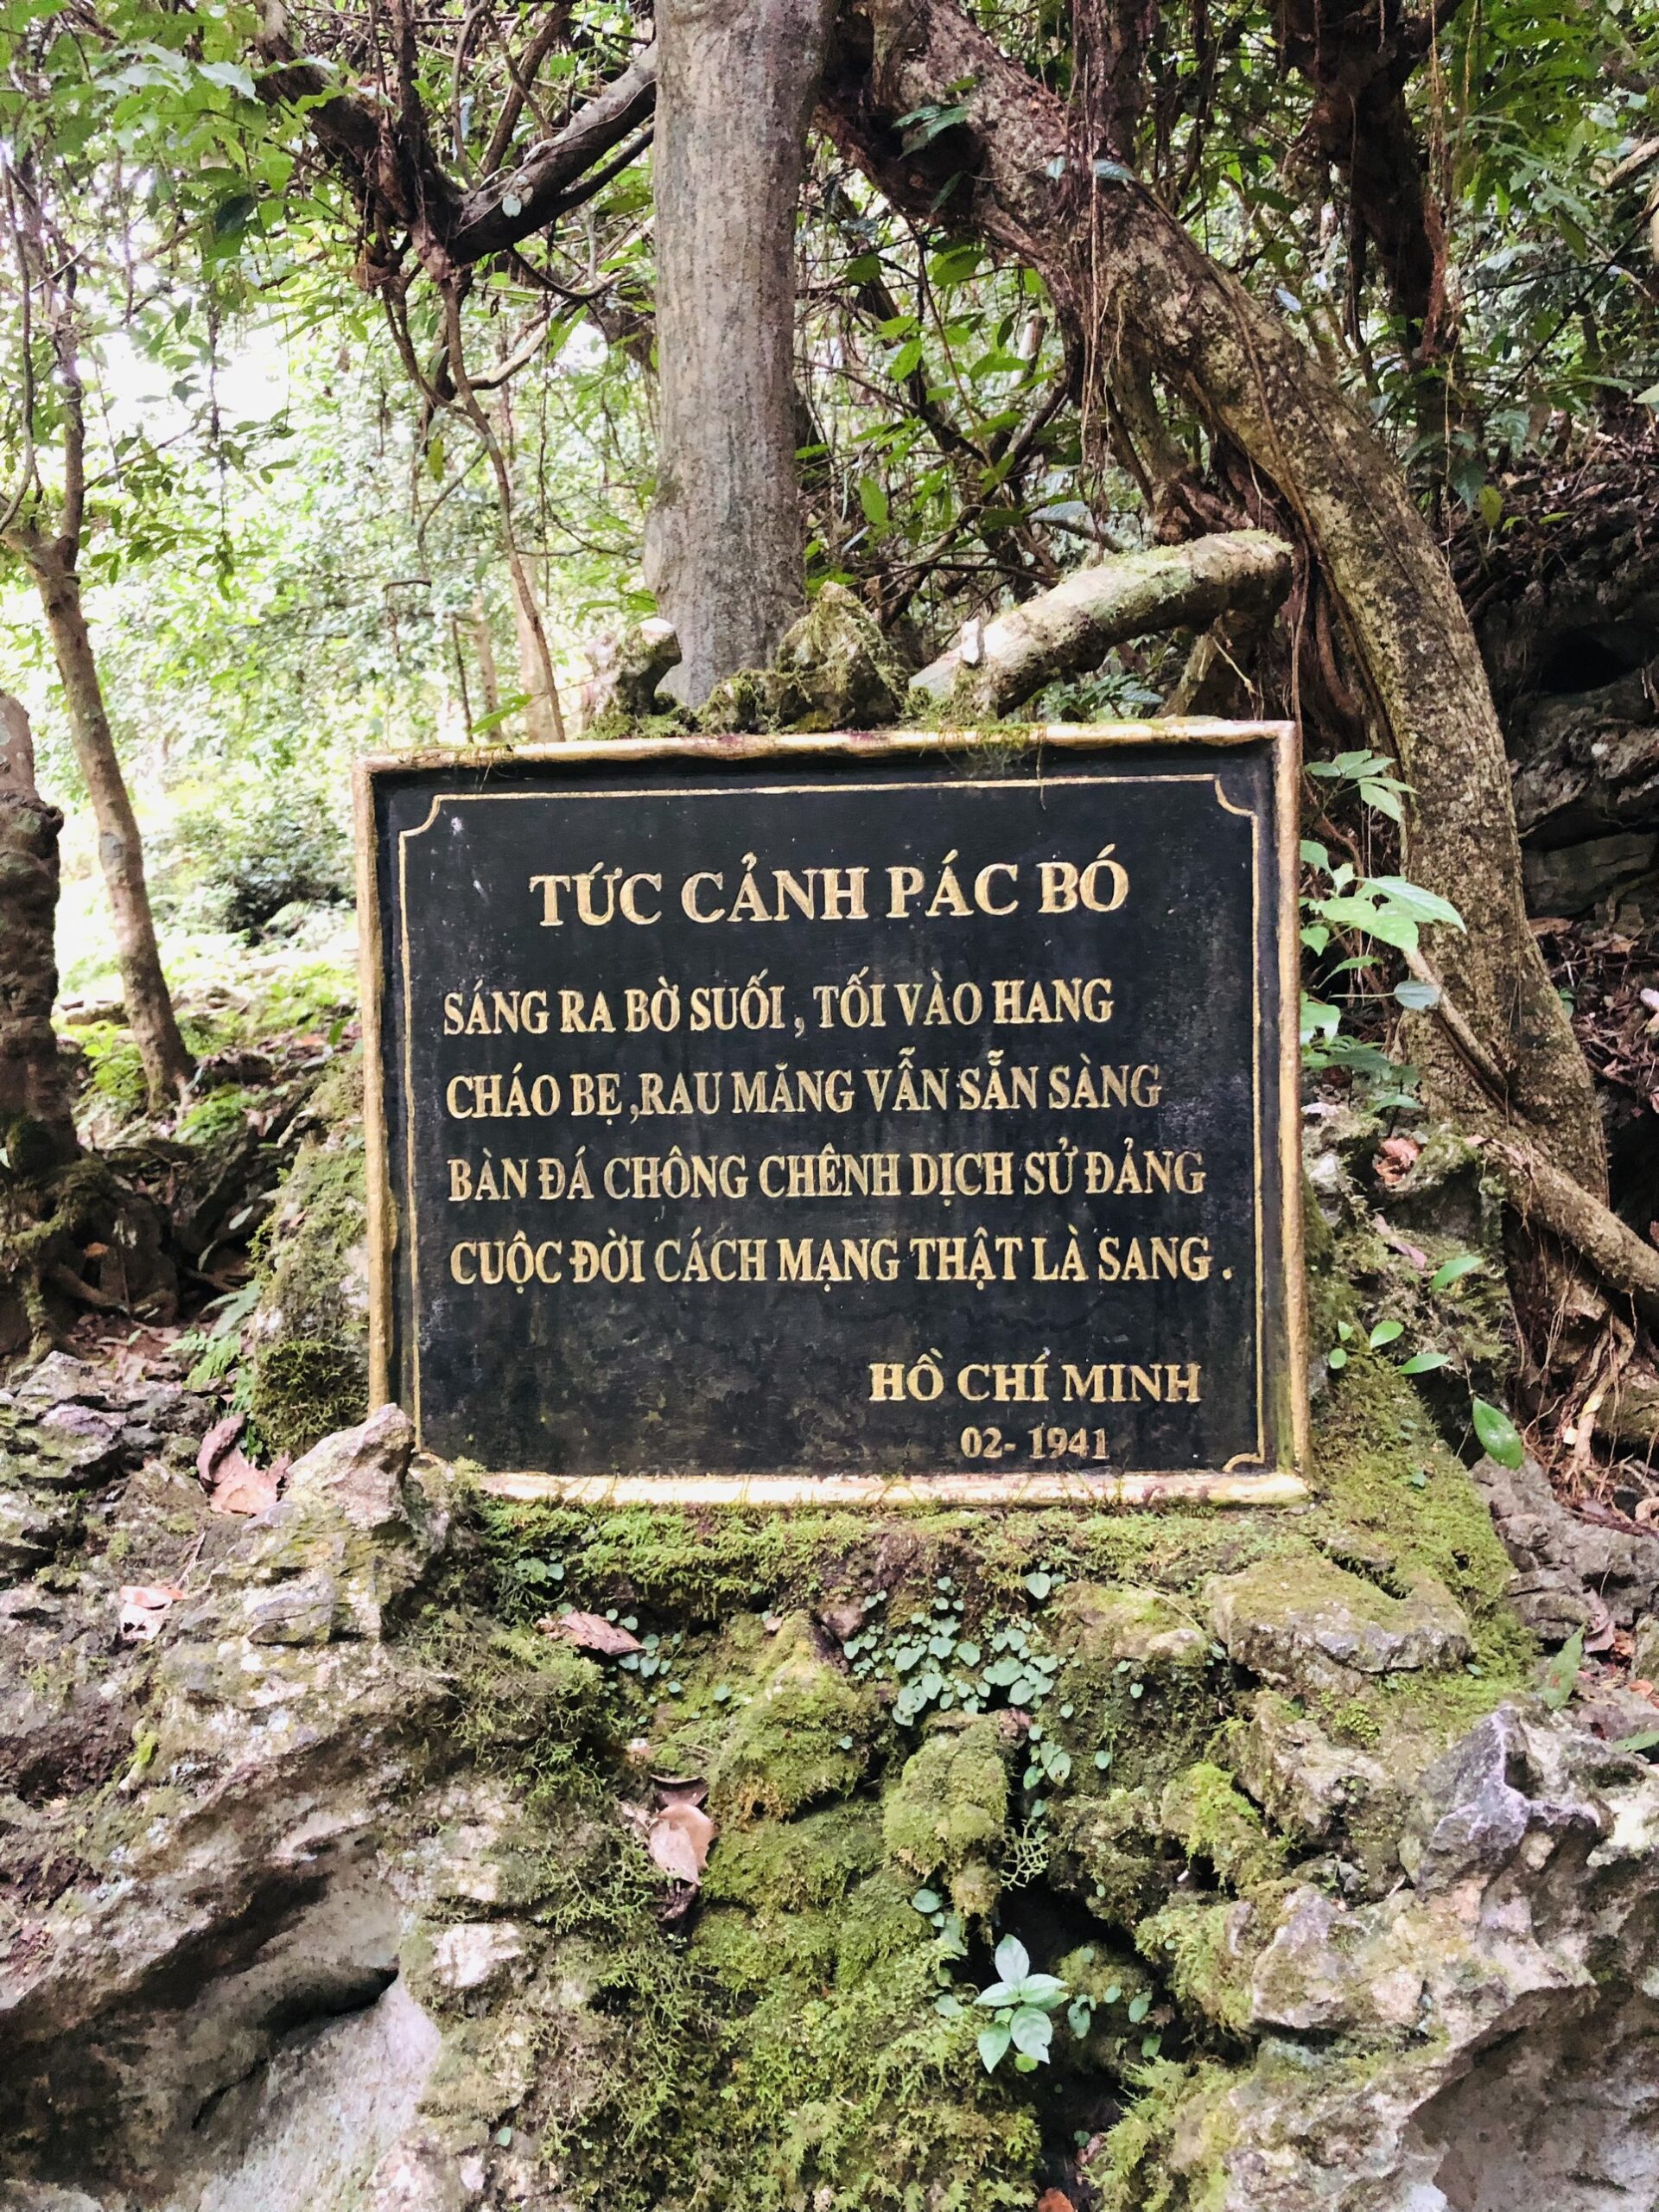 TỨC CẢNH PÁC BÓ
SÁNG RA BỜ SUỐI, TỐI VÀO HANG
CHÁO BẸ, RAU MĂNG VẪN SẴN SÀNG
BÀN ĐÁ CHÔNG CHÊNH DỊCH SỬ ĐẢNG
CUỘC ĐỜI CÁCH MẠNG THẬT LÀ SANG.
HỒ CHÍ MINH
02- 1941